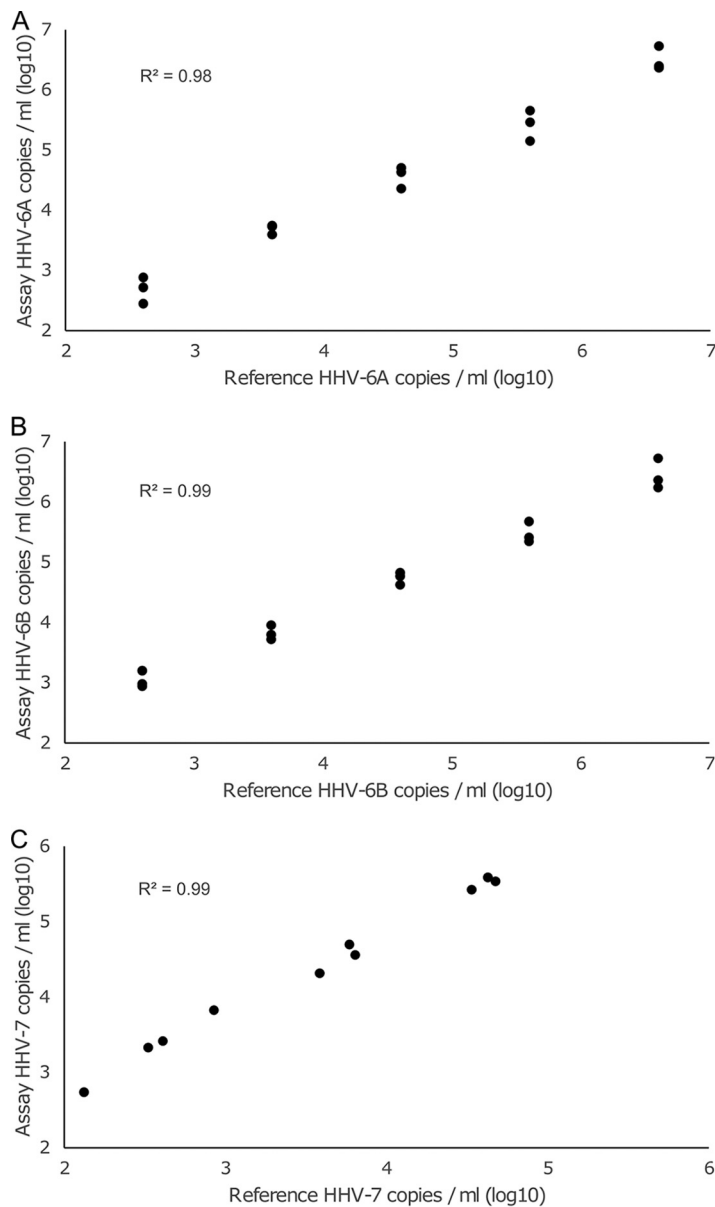 A
7
6
5
4
3
2
Assay HHV-6A copies / ml (log10)
R² = 0.98
2 3 4 5 6 7
Reference HHV-6A copies / ml (log10)
B
7
6
5
4
3
2
Assay HHV-6B copies / ml (log10)
R² = 0.99
2 3 4 5 6 7
Reference HHV-6B copies / ml (log10)
C
6
5
4
3
2
Assay HHV-7 copies / ml (log10)
R² = 0.99
2 3 4 5 6
Reference HHV-7 copies / ml (log10)